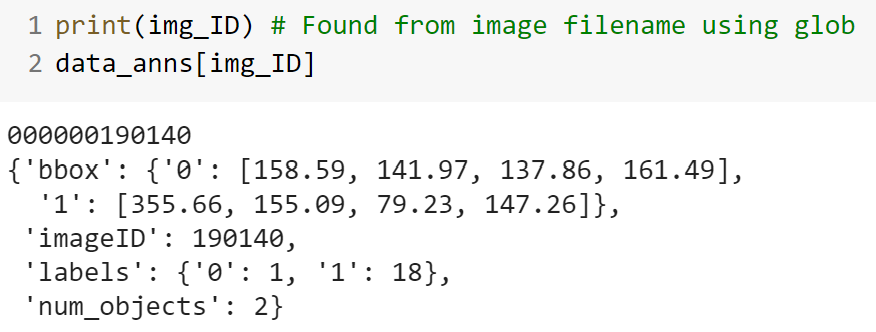 1 print(img_ID) # Found from image filename using glob
2 data_anns[img_ID]
000000190140
{'bbox': {'0': [158.59, 141.97, 137.86, 161.49],
'1': [355.66, 155.09, 79.23, 147.26]},
'imageID': 190140,
'labels': {'0': 1, '1': 18},
'num_objects': 2}